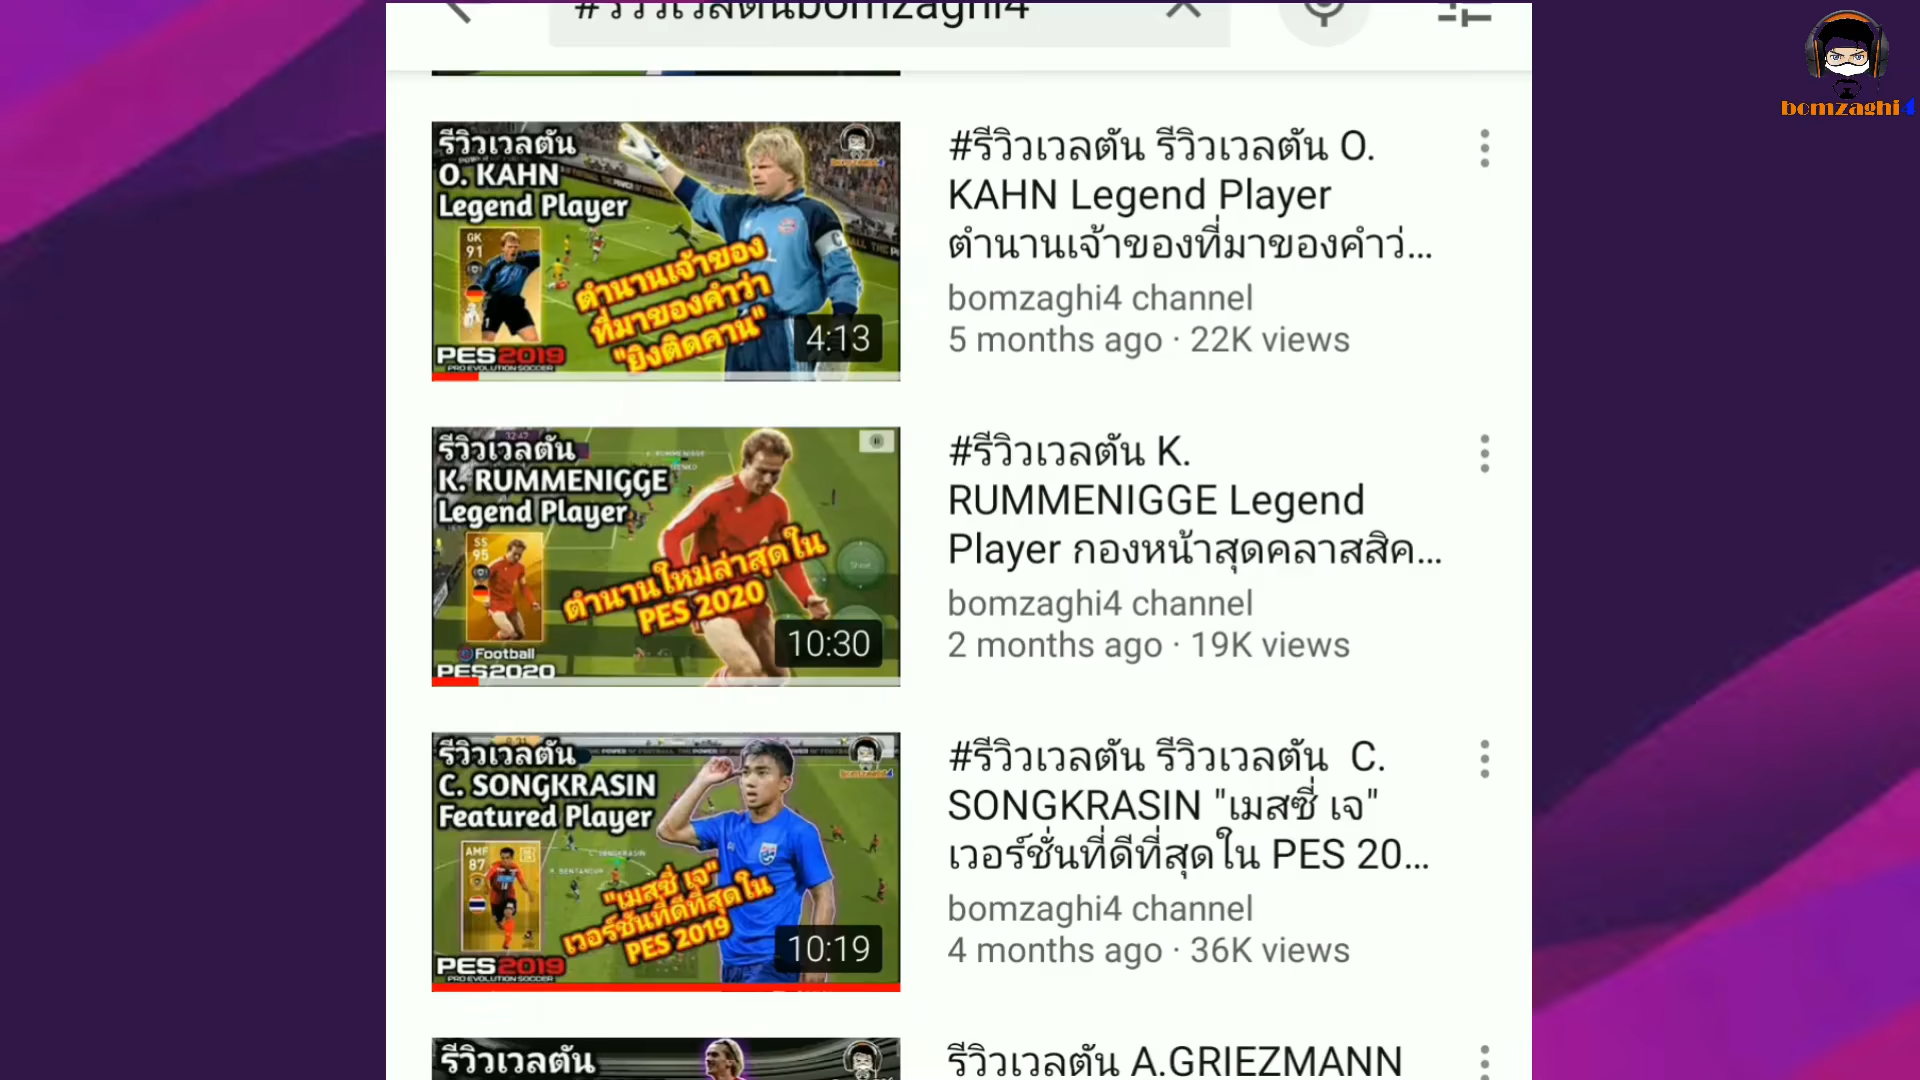 #รีวิวเวลตันbomzaghi4
bomzaghi4
รีวิวเวลตัน
O. KAHN
Legend Player
GK
91
ตำนานเจ้าของ
ที่มาของคำว่า
"ยิงติดคาน"
4:13
PES2019
PRO EVOLUTION SOCCER
#รีวิวเวลตัน รีวิวเวลตัน O.
KAHN Legend Player
ตำนานเจ้าของที่มาของคำว่...
bomzaghi4 channel
5 months ago · 22K views
รีวิวเวลตัน
K. RUMMENIGGE
Legend Player
SS
95
ตำนานใหม่ล่าสุดใน
PES 2020
10:30
Football
PES2020
#รีวิวเวลตัน K.
RUMMENIGGE Legend
Player กองหน้าสุดคลาสสิค...
bomzaghi4 channel
2 months ago · 19K views
รีวิวเวลตัน
C. SONGKRASIN
Featured Player
AMF
87
"เมสซี่ เจ"
เวอร์ชั่นที่ดีที่สุดใน
PES 2019
10:19
PES2019
PRO EVOLUTION SOCCER
#รีวิวเวลตัน รีวิวเวลตัน C.
SONGKRASIN "เมสซี่ เจ"
เวอร์ชั่นที่ดีที่สุดใน PES 20...
bomzaghi4 channel
4 months ago · 36K views
รีวิวเวลตัน
รีวิวเวลตัน A.GRIEZMANN